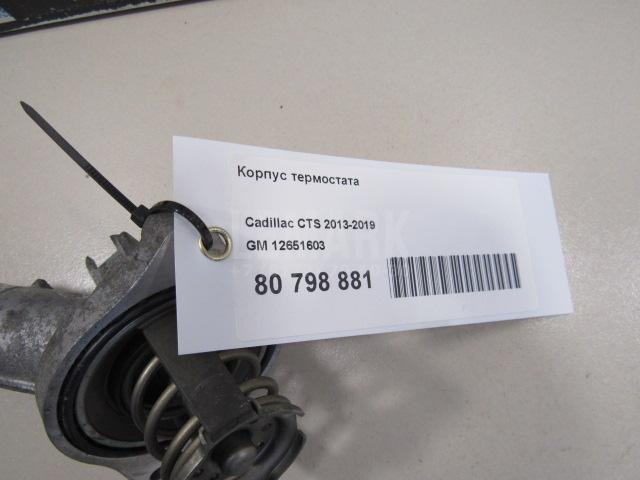 Корпус термостата
Cadillac CTS 2013-2019
GM 12651603
80 798 881